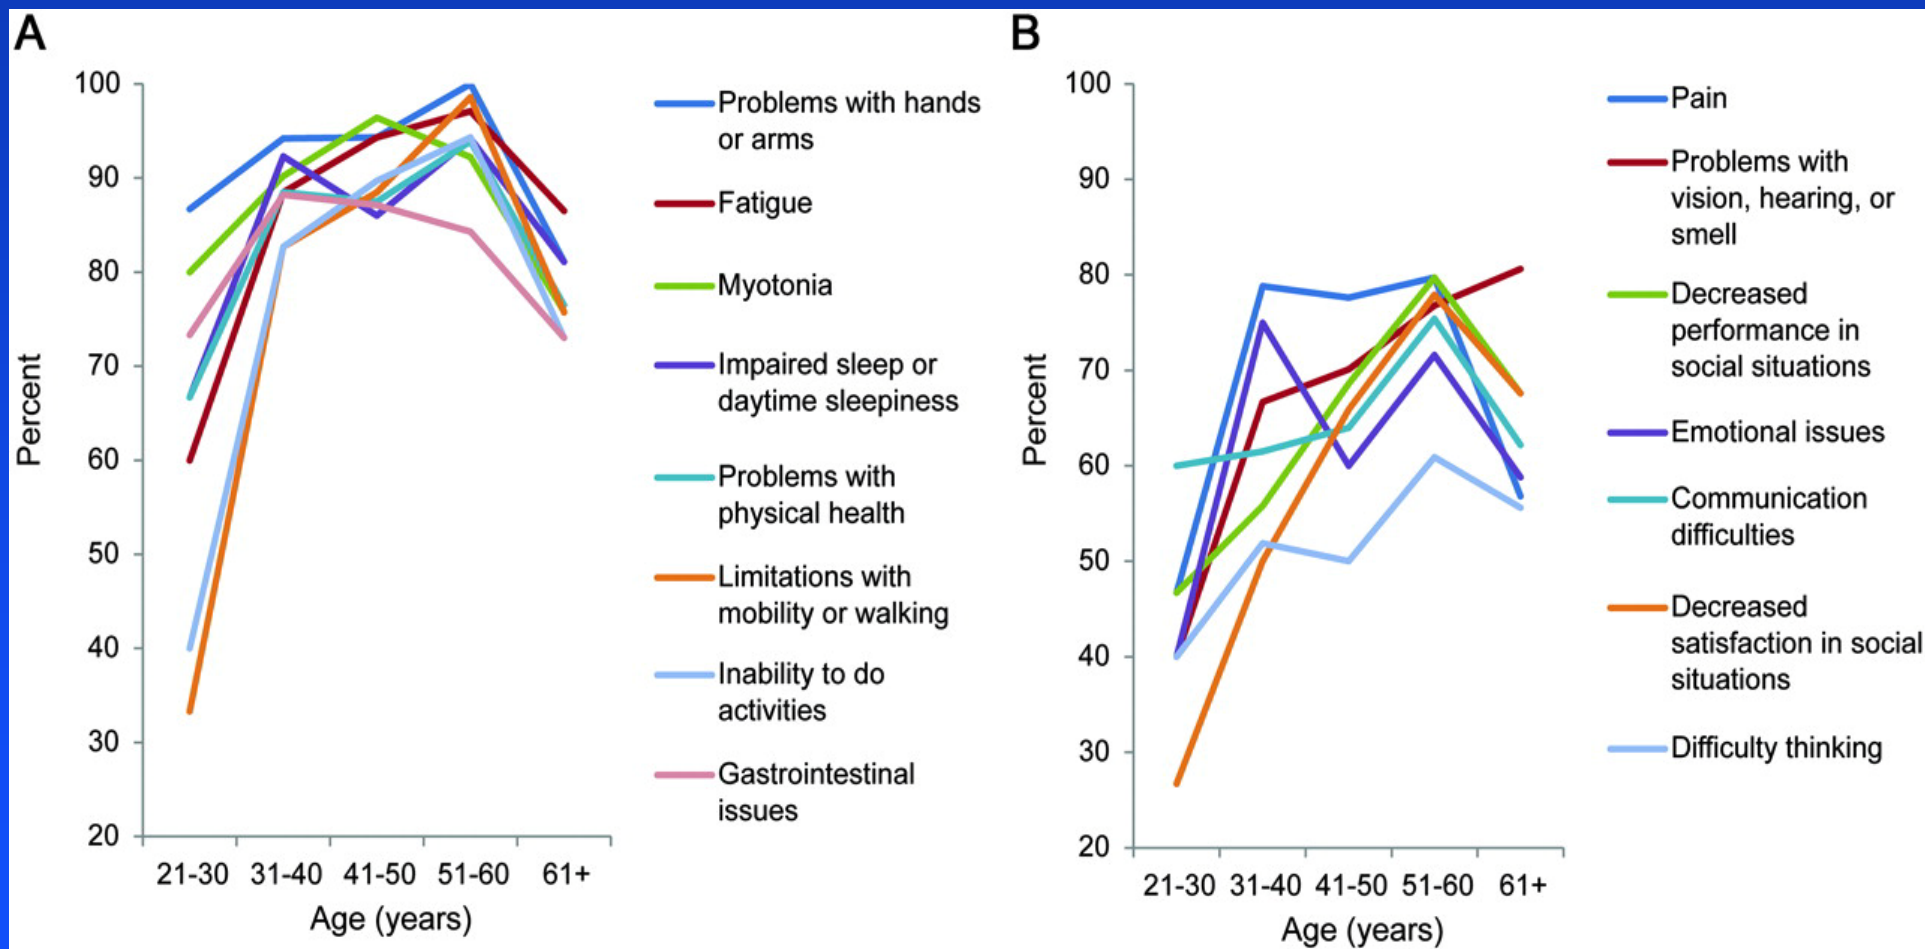 A
100
90
80
70
60
50
40
30
20
Percent
21-30 31-40 41-50 51-60 61+
Age (years)
Problems with hands
or arms
Fatigue
Myotonia
Impaired sleep or
daytime sleepiness
Problems with
physical health
Limitations with
mobility or walking
Inability to do
activities
Gastrointestinal
issues
B
100
90
80
70
60
50
40
30
20
Percent
21-30 31-40 41-50 51-60 61+
Age (years)
Pain
Problems with
vision, hearing, or
smell
Decreased
performance in
social situations
Emotional issues
Communication
difficulties
Decreased
satisfaction in social
situations
Difficulty thinking